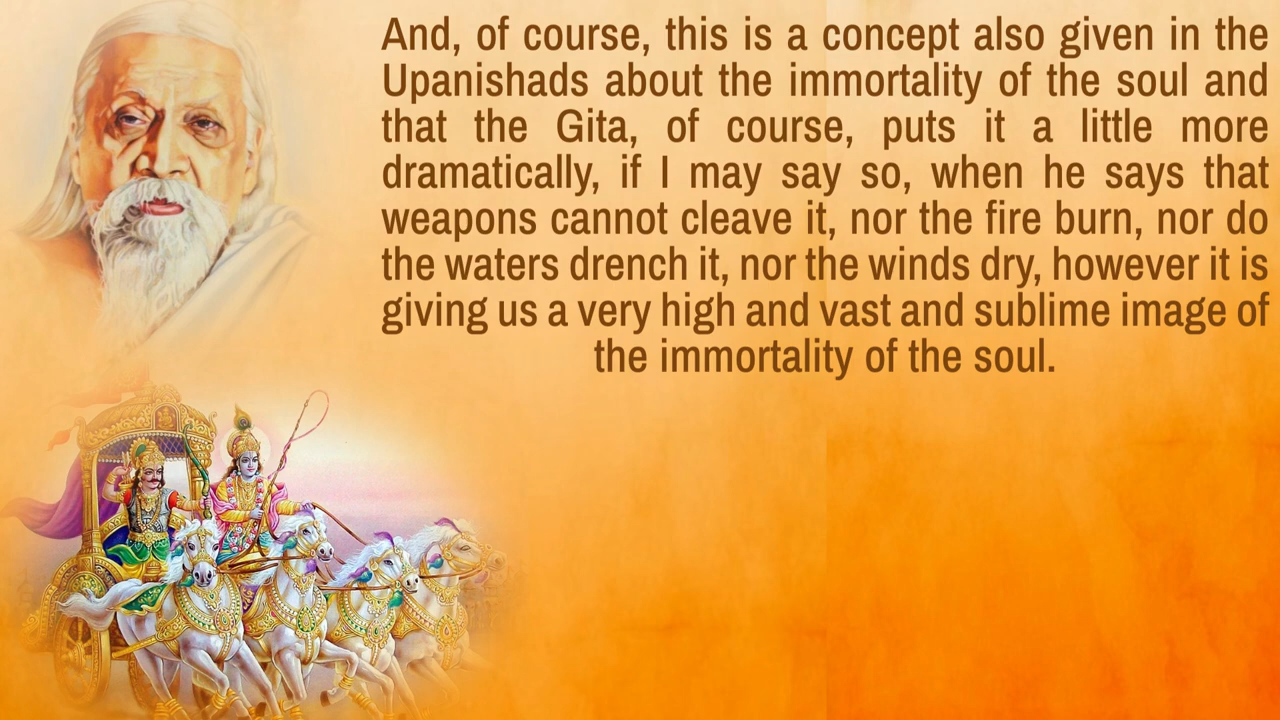 And, of course, this is a concept also given in the
Upanishads about the immortality of the soul and
that the Gita, of course, puts it a little more
dramatically, if I may say so, when he says that
weapons cannot cleave it, nor the fire burn, nor do
the waters drench it, nor the winds dry, however it is
giving us a very high and vast and sublime image of
the immortality of the soul.